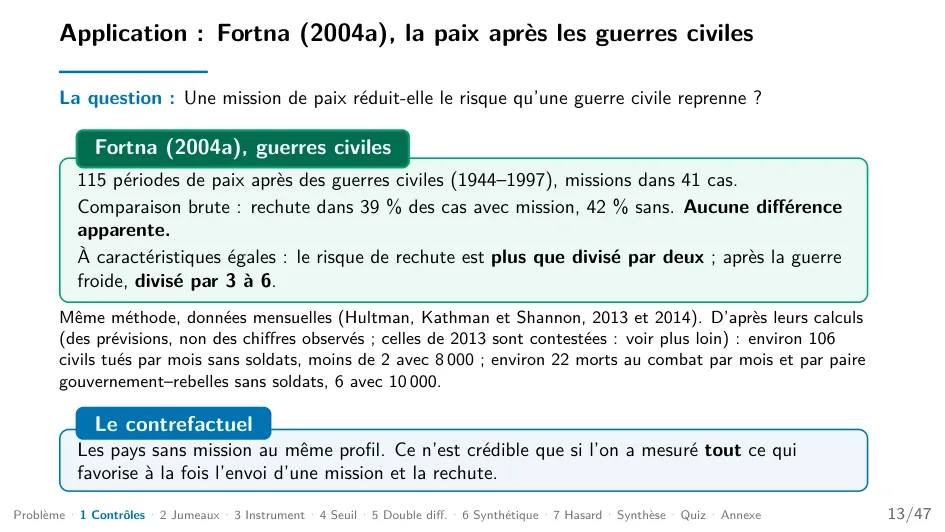 Application : Fortna (2004a), la paix après les guerres civiles
La question : Une mission de paix réduit-elle le risque qu'une guerre civile reprenne ?
Fortna (2004a), guerres civiles
115 périodes de paix après des guerres civiles (1944–1997), missions dans 41 cas.
Comparaison brute : rechute dans 39 % des cas avec mission, 42 % sans. Aucune différence
apparente.
À caractéristiques égales : le risque de rechute est plus que divisé par deux ; après la guerre
froide, divisé par 3 à 6.
Même méthode, données mensuelles (Hultman, Kathman et Shannon, 2013 et 2014). D'après leurs calculs
(des prévisions, non des chiffres observés ; celles de 2013 sont contestées : voir plus loin) : environ 106
civils tués par mois sans soldats, moins de 2 avec 8 000 ; environ 22 morts au combat par mois et par paire
gouvernement–rebelles sans soldats, 6 avec 10 000.
Le contrefactuel
Les pays sans mission au même profil. Ce n'est crédible que si l'on a mesuré tout ce qui
favorise à la fois l'envoi d'une mission et la rechute.
Problème · 1 Contrôles · 2 Jumeaux · 3 Instrument · 4 Seuil · 5 Double diff. · 6 Synthétique · 7 Hasard · Synthèse · Quiz · Annexe
13/47